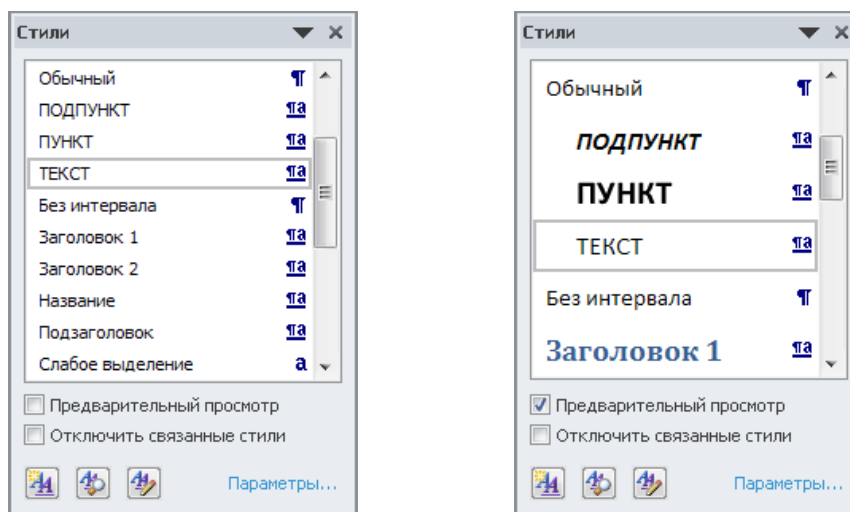 Стили
Обычный
ПОДПУНКТ
ПУНКТ
ТЕКСТ
Без интервала
Заголовок 1
Заголовок 2
Название
Подзаголовок
Слабое выделение
Предварительный просмотр
Отключить связанные стили
Параметры...
Стили
Обычный
ПОДПУНКТ
ПУНКТ
ТЕКСТ
Без интервала
Заголовок 1
Предварительный просмотр
Отключить связанные стили
Параметры...